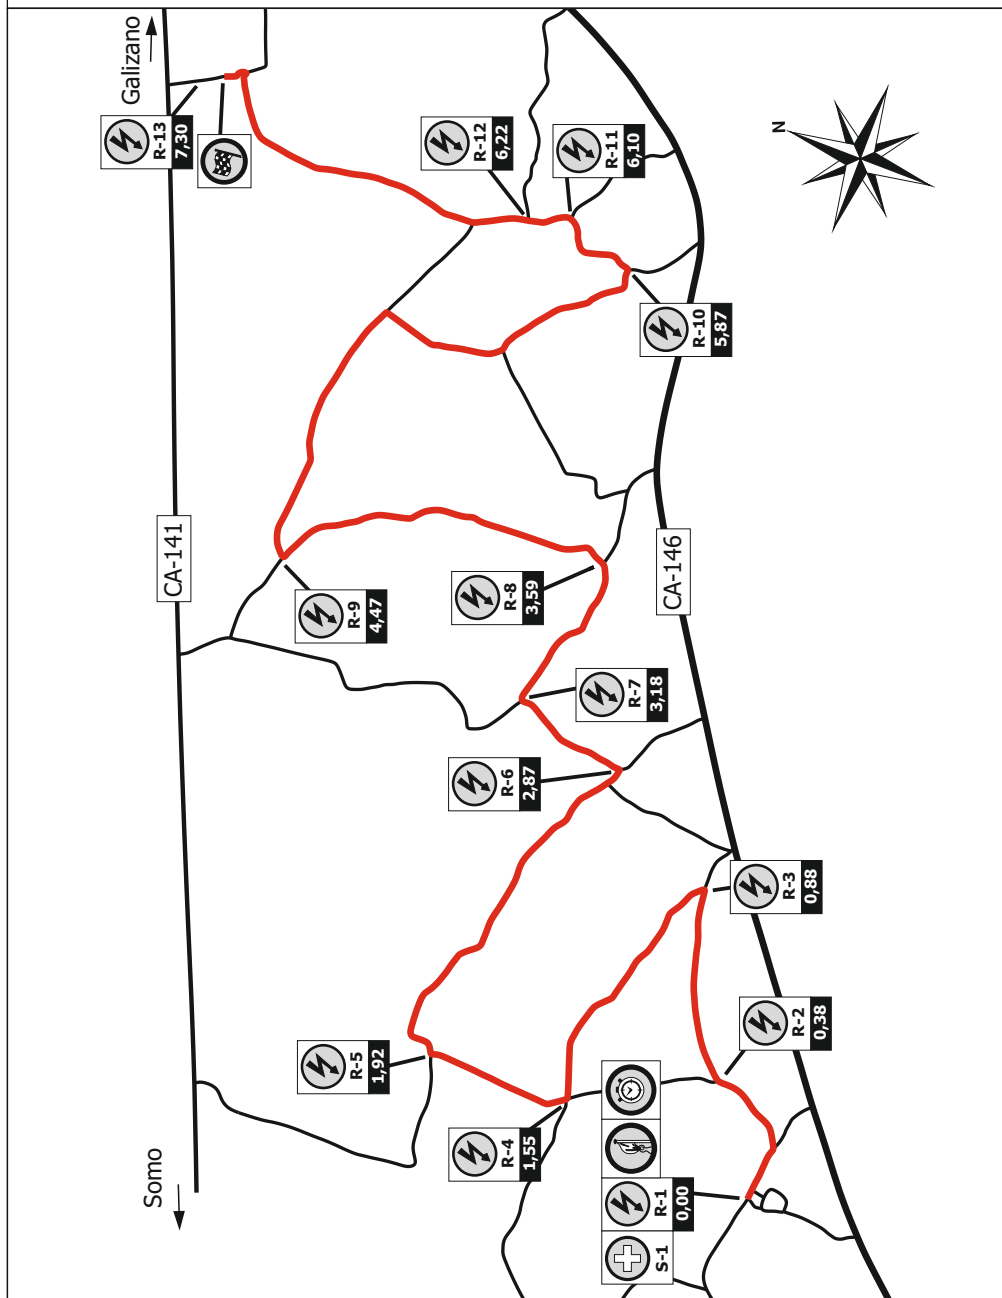 Galizano
R-13
7,30
R-12
6,22
R-11
6,10
N
R-10
5,87
CA-141
CA-146
R-9
4,47
R-8
3,59
R-7
3,18
R-6
2,87
R-3
0,88
R-2
0,38
R-5
1,92
R-4
1,55
Somo
R-1
0,00
S-1